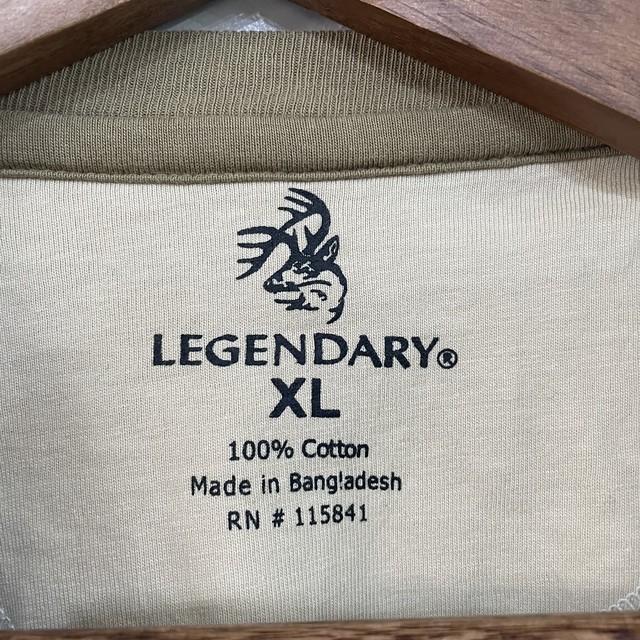 LEGENDARY®
XL
100% Cotton
Made in Bangladesh
RN # 115841